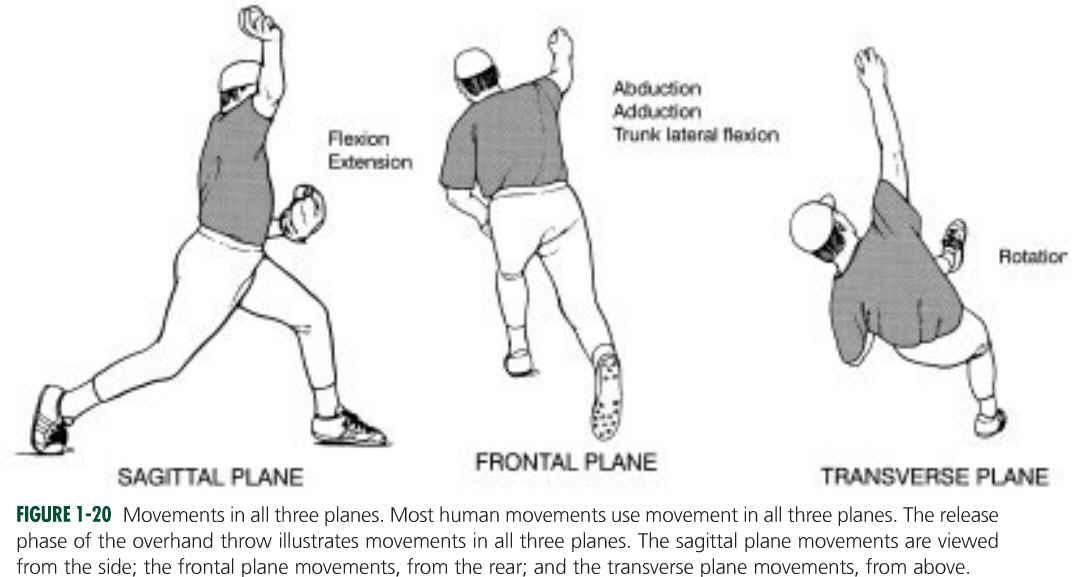 Flexion
Extension
SAGITTAL PLANE
Abduction
Adduction
Trunk lateral flexion
FRONTAL PLANE
Rotation
TRANSVERSE PLANE
FIGURE 1-20 Movements in all three planes. Most human movements use movement in all three planes. The release
phase of the overhand throw illustrates movements in all three planes. The sagittal plane movements are viewed
from the side; the frontal plane movements, from the rear; and the transverse plane movements, from above.